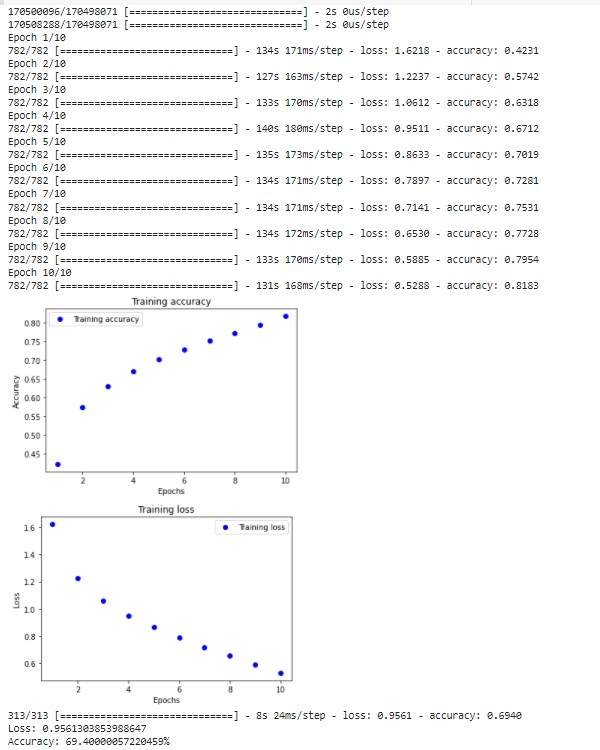 170500096/170498071 [==============================] - 2s 0us/step
170508288/170498071 [==============================] - 2s 0us/step
Epoch 1/10
782/782 [==============================] - 134s 171ms/step - loss: 1.6218 - accuracy: 0.4231
Epoch 2/10
782/782 [==============================] - 127s 163ms/step - loss: 1.2237 - accuracy: 0.5742
Epoch 3/10
782/782 [==============================] - 133s 170ms/step - loss: 1.0612 - accuracy: 0.6318
Epoch 4/10
782/782 [==============================] - 140s 180ms/step - loss: 0.9511 - accuracy: 0.6712
Epoch 5/10
782/782 [==============================] - 135s 173ms/step - loss: 0.8633 - accuracy: 0.7019
Epoch 6/10
782/782 [==============================] - 134s 171ms/step - loss: 0.7897 - accuracy: 0.7281
Epoch 7/10
782/782 [==============================] - 134s 171ms/step - loss: 0.7141 - accuracy: 0.7531
Epoch 8/10
782/782 [==============================] - 134s 172ms/step - loss: 0.6530 - accuracy: 0.7728
Epoch 9/10
782/782 [==============================] - 133s 170ms/step - loss: 0.5885 - accuracy: 0.7954
Epoch 10/10
782/782 [==============================] - 131s 168ms/step - loss: 0.5288 - accuracy: 0.8183
Training accuracy
Training accuracy
0.80
0.75
0.70
0.65
0.60
0.55
0.50
0.45
Accuracy
2 4 6 8 10
Epochs
Training loss
Training loss
1.6
1.4
1.2
1.0
0.8
0.6
Loss
2 4 6 8 10
Epochs
313/313 [==============================] - 8s 24ms/step - loss: 0.9561 - accuracy: 0.6940
Loss: 0.9561303853988647
Accuracy: 69.40000057220459%